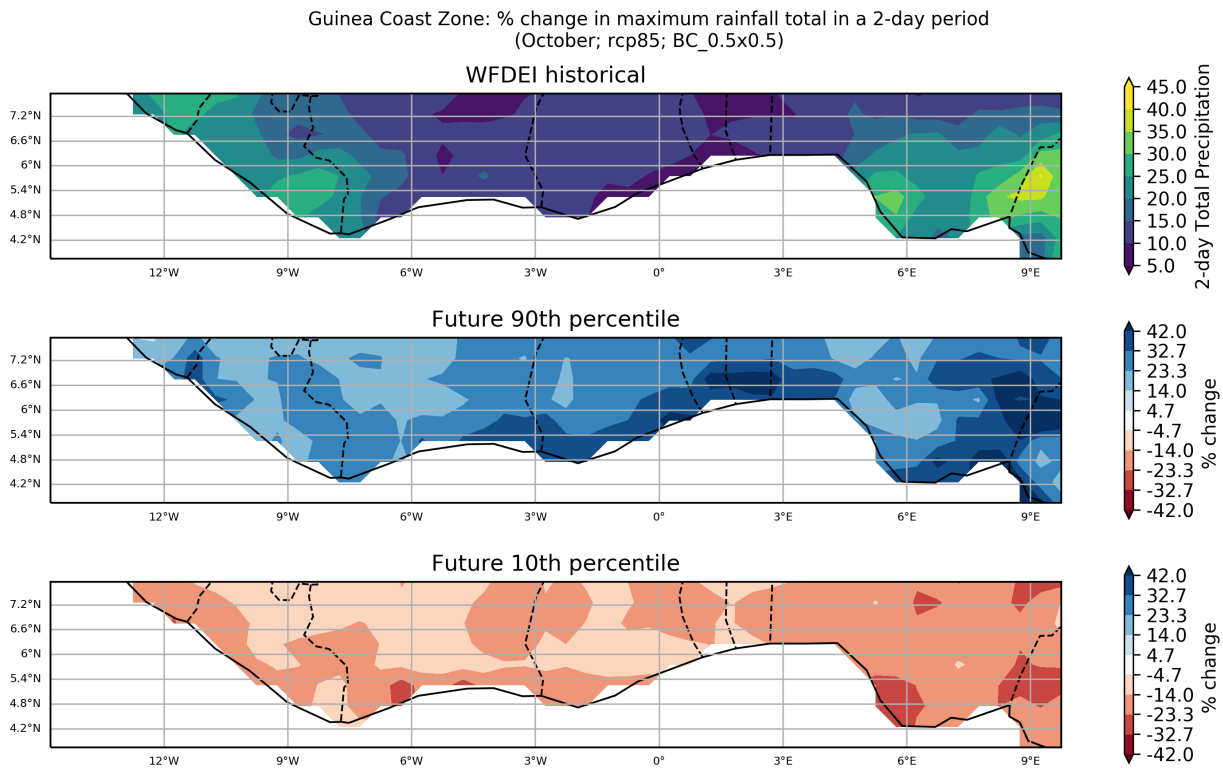 Guinea Coast Zone: % change in maximum rainfall total in a 2-day period
(October; rcp85; BC_0.5x0.5)
WFDEI historical
7.2°N
6.6°N
6°N
5.4°N
4.8°N
4.2°N
12°W 9°W 6°W 3°W 0° 3°E 6°E 9°E
45.0
40.0
35.0
30.0
25.0
20.0
15.0
10.0
5.0
2-day Total Precipitation
Future 90th percentile
7.2°N
6.6°N
6°N
5.4°N
4.8°N
4.2°N
12°W 9°W 6°W 3°W 0° 3°E 6°E 9°E
42.0
32.7
23.3
14.0
4.7
-4.7
-14.0
-23.3
-32.7
-42.0
% change
Future 10th percentile
7.2°N
6.6°N
6°N
5.4°N
4.8°N
4.2°N
12°W 9°W 6°W 3°W 0° 3°E 6°E 9°E
42.0
32.7
23.3
14.0
4.7
-4.7
-14.0
-23.3
-32.7
-42.0
% change